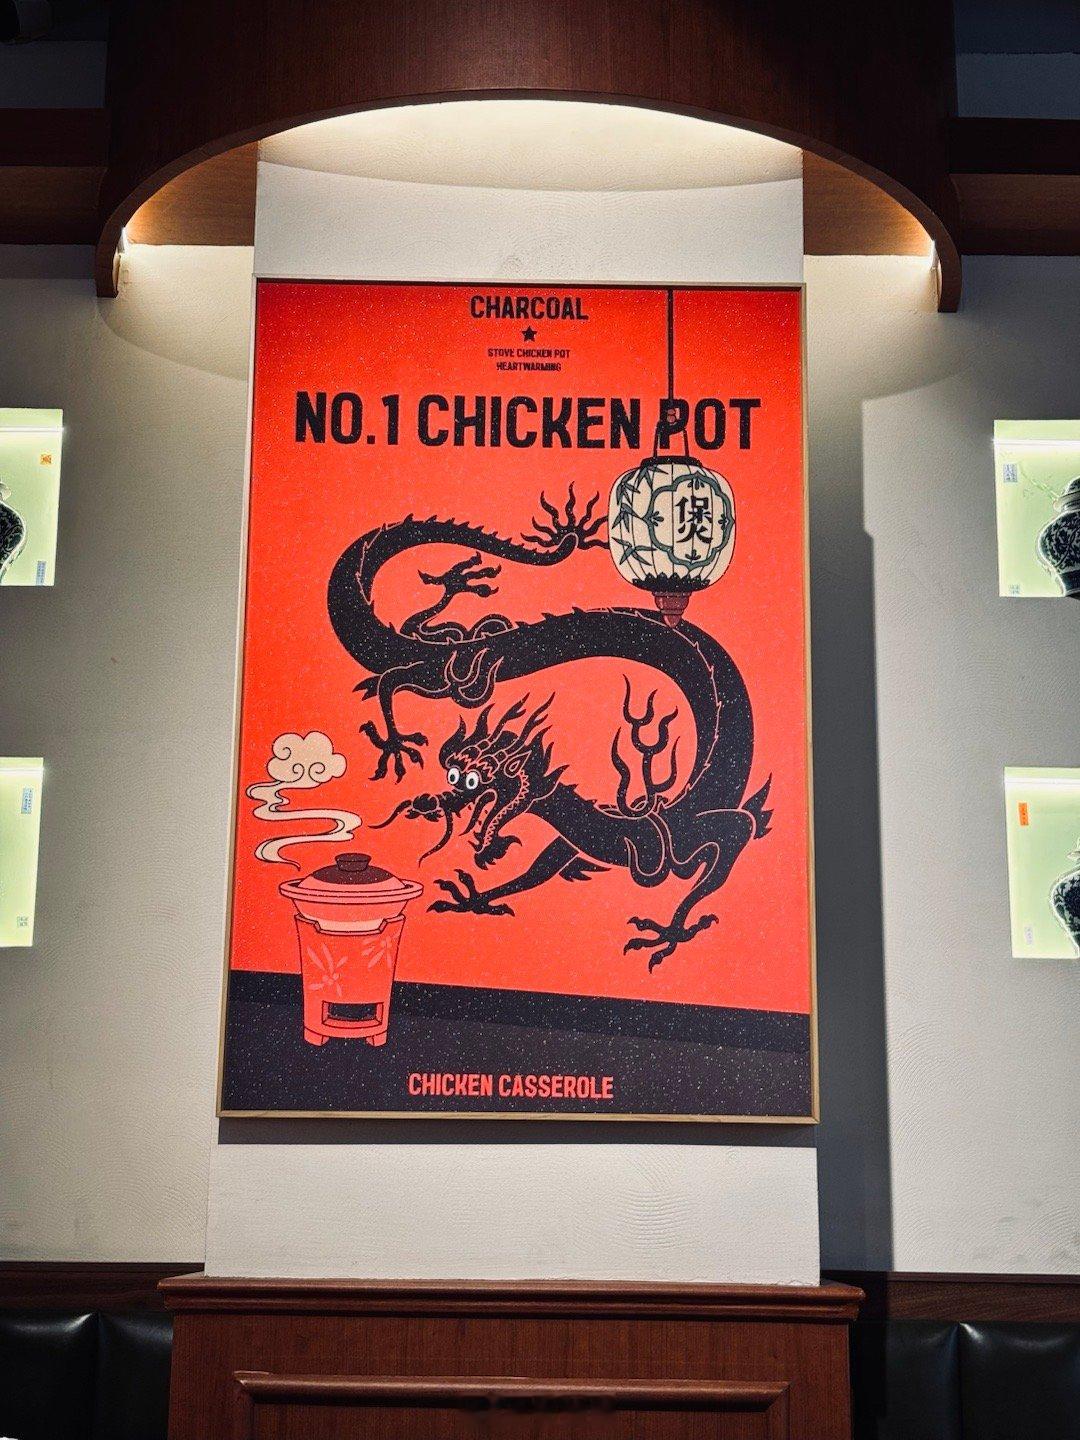 CHARCOAL
STOVE CHICKEN POT
HEARTWARMING
NO.1 CHICKEN POT
煲
CHICKEN CASSEROLE